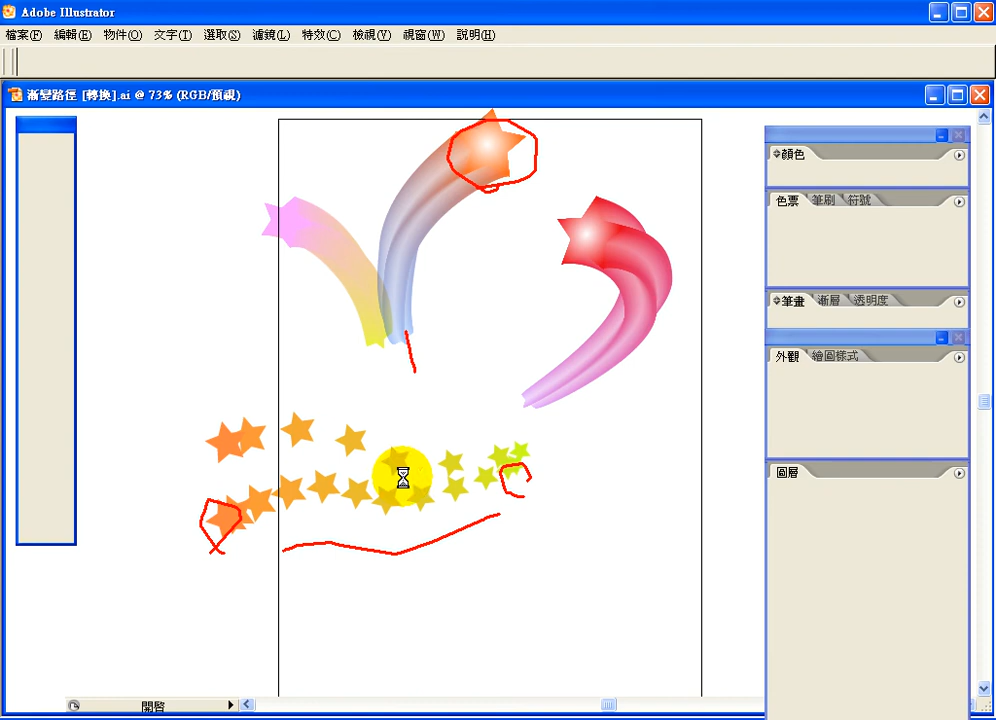 Adobe Illustrator
檔案(F) 編輯(E) 物件(O) 文字(T) 選取(S) 濾鏡(L) 特效(C) 檢視(Y) 視窗(W) 說明(H)
漸變路徑 [轉換].ai @ 73% (RGB/預視)
顏色
色票 筆刷 符號
筆畫 漸層 透明度
外觀 繪圖樣式
圖層
開啓